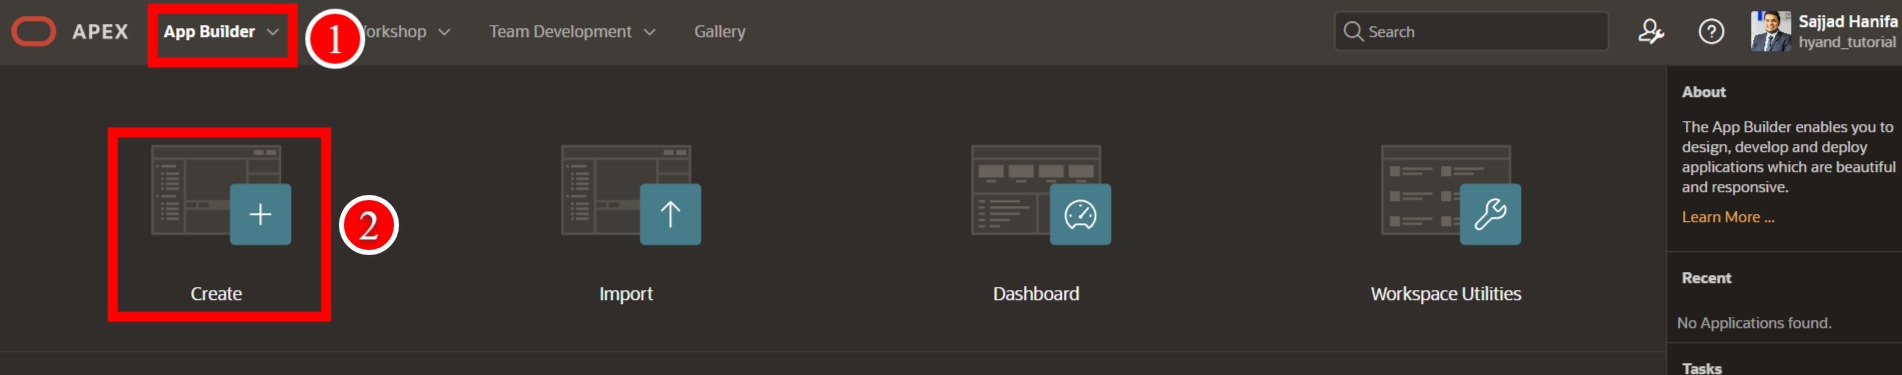 APEX
App Builder
1
orkshop
Team Development
Gallery
Search
Sajjad Hanifa
hyand_tutorial
2
Create
Import
Dashboard
Workspace Utilities
About
The App Builder enables you to
design, develop and deploy
applications which are beautiful
and responsive.
Learn More ...
Recent
No Applications found.
Tasks